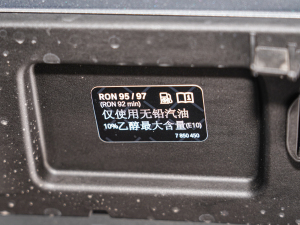 RON 95 / 97
(RON 92 min)
仅使用无铅汽油
10%乙醇最大含量(E10)
7 850 450